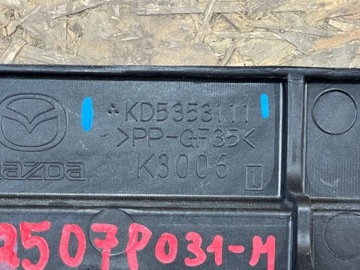 KD5353111
>PP-GF35<
mazda K3006 I
2507P031-M